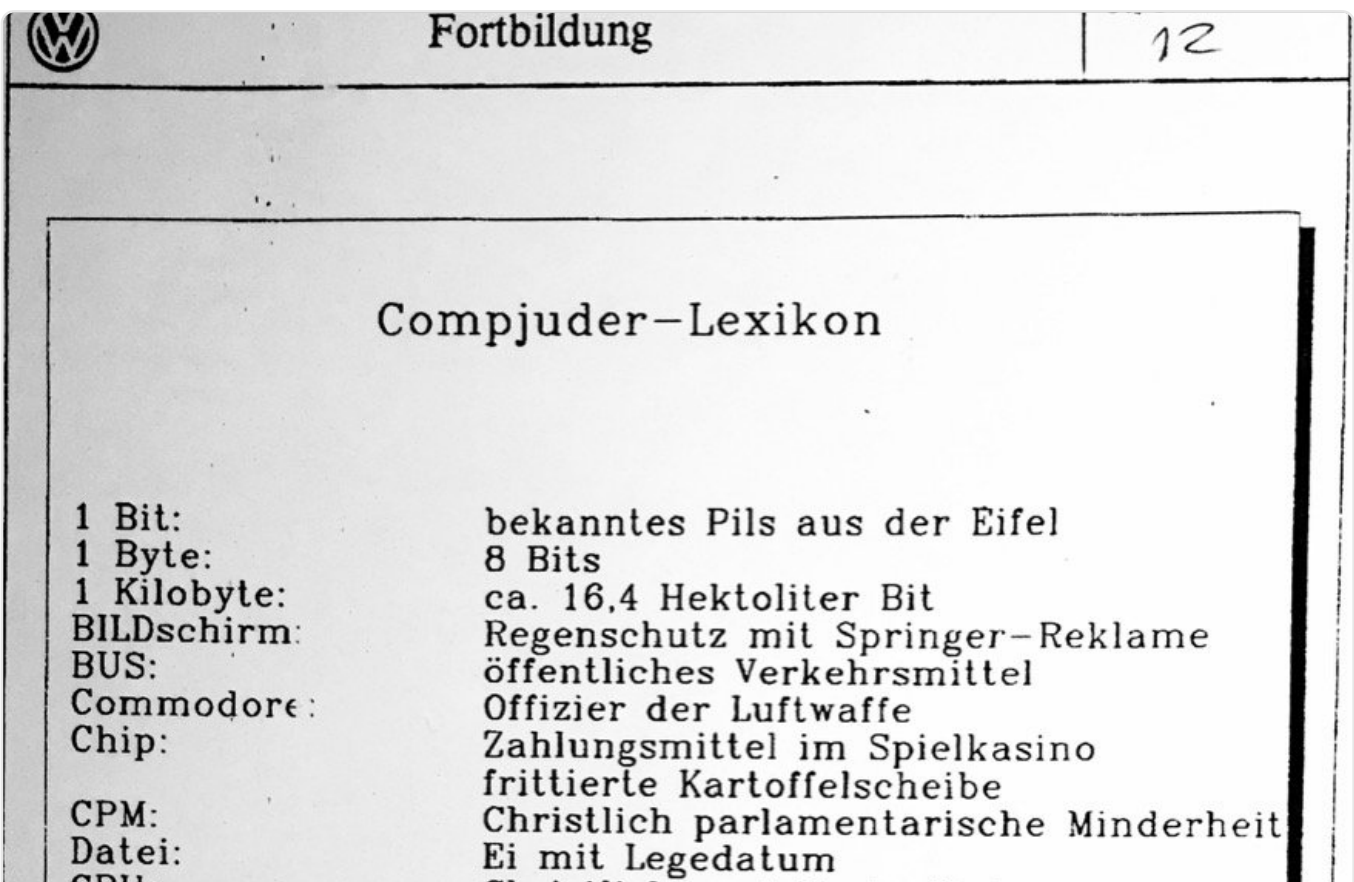 Fortbildung
12
Compjuder-Lexikon
1 Bit: bekanntes Pils aus der Eifel
1 Byte: 8 Bits
1 Kilobyte: ca. 16,4 Hektoliter Bit
BILDschirm: Regenschutz mit Springer-Reklame
BUS: öffentliches Verkehrsmittel
Commodore: Offizier der Luftwaffe
Chip: Zahlungsmittel im Spielkasino
frittierte Kartoffelscheibe
CPM: Christlich parlamentarische Minderheit
Datei: Ei mit Legedatum